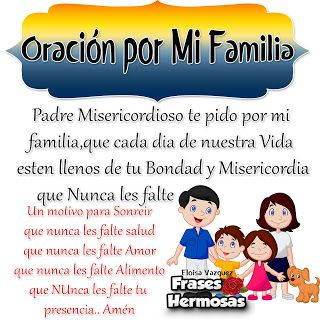 Oración por Mi Familia
Padre Misericordioso te pido por mi
familia,que cada dia de nuestra Vida
esten llenos de tu Bondad y Misericordia
que Nunca les falte
Un motivo para Sonreir
que nunca les falte salud
que nunca les falte Amor
que nunca les falte Alimento
que NUnca les falte tu
presencia.. Amén
Eloisa Vazquez
Frases
Hermosas